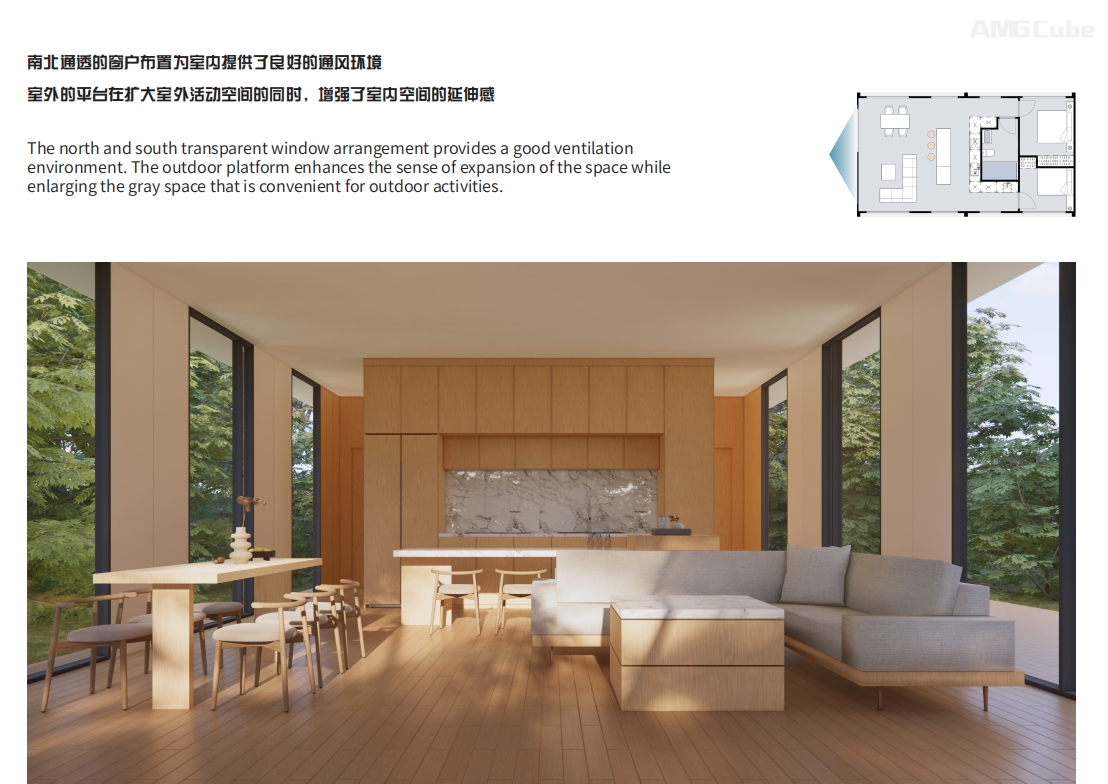 AMG Cube
南北通透的窗户布置为室内提供了良好的通风环境
室外的平台在扩大室外活动空间的同时，增强了室内空间的延伸感
The north and south transparent window arrangement provides a good ventilation
environment. The outdoor platform enhances the sense of expansion of the space while
enlarging the gray space that is convenient for outdoor activities.